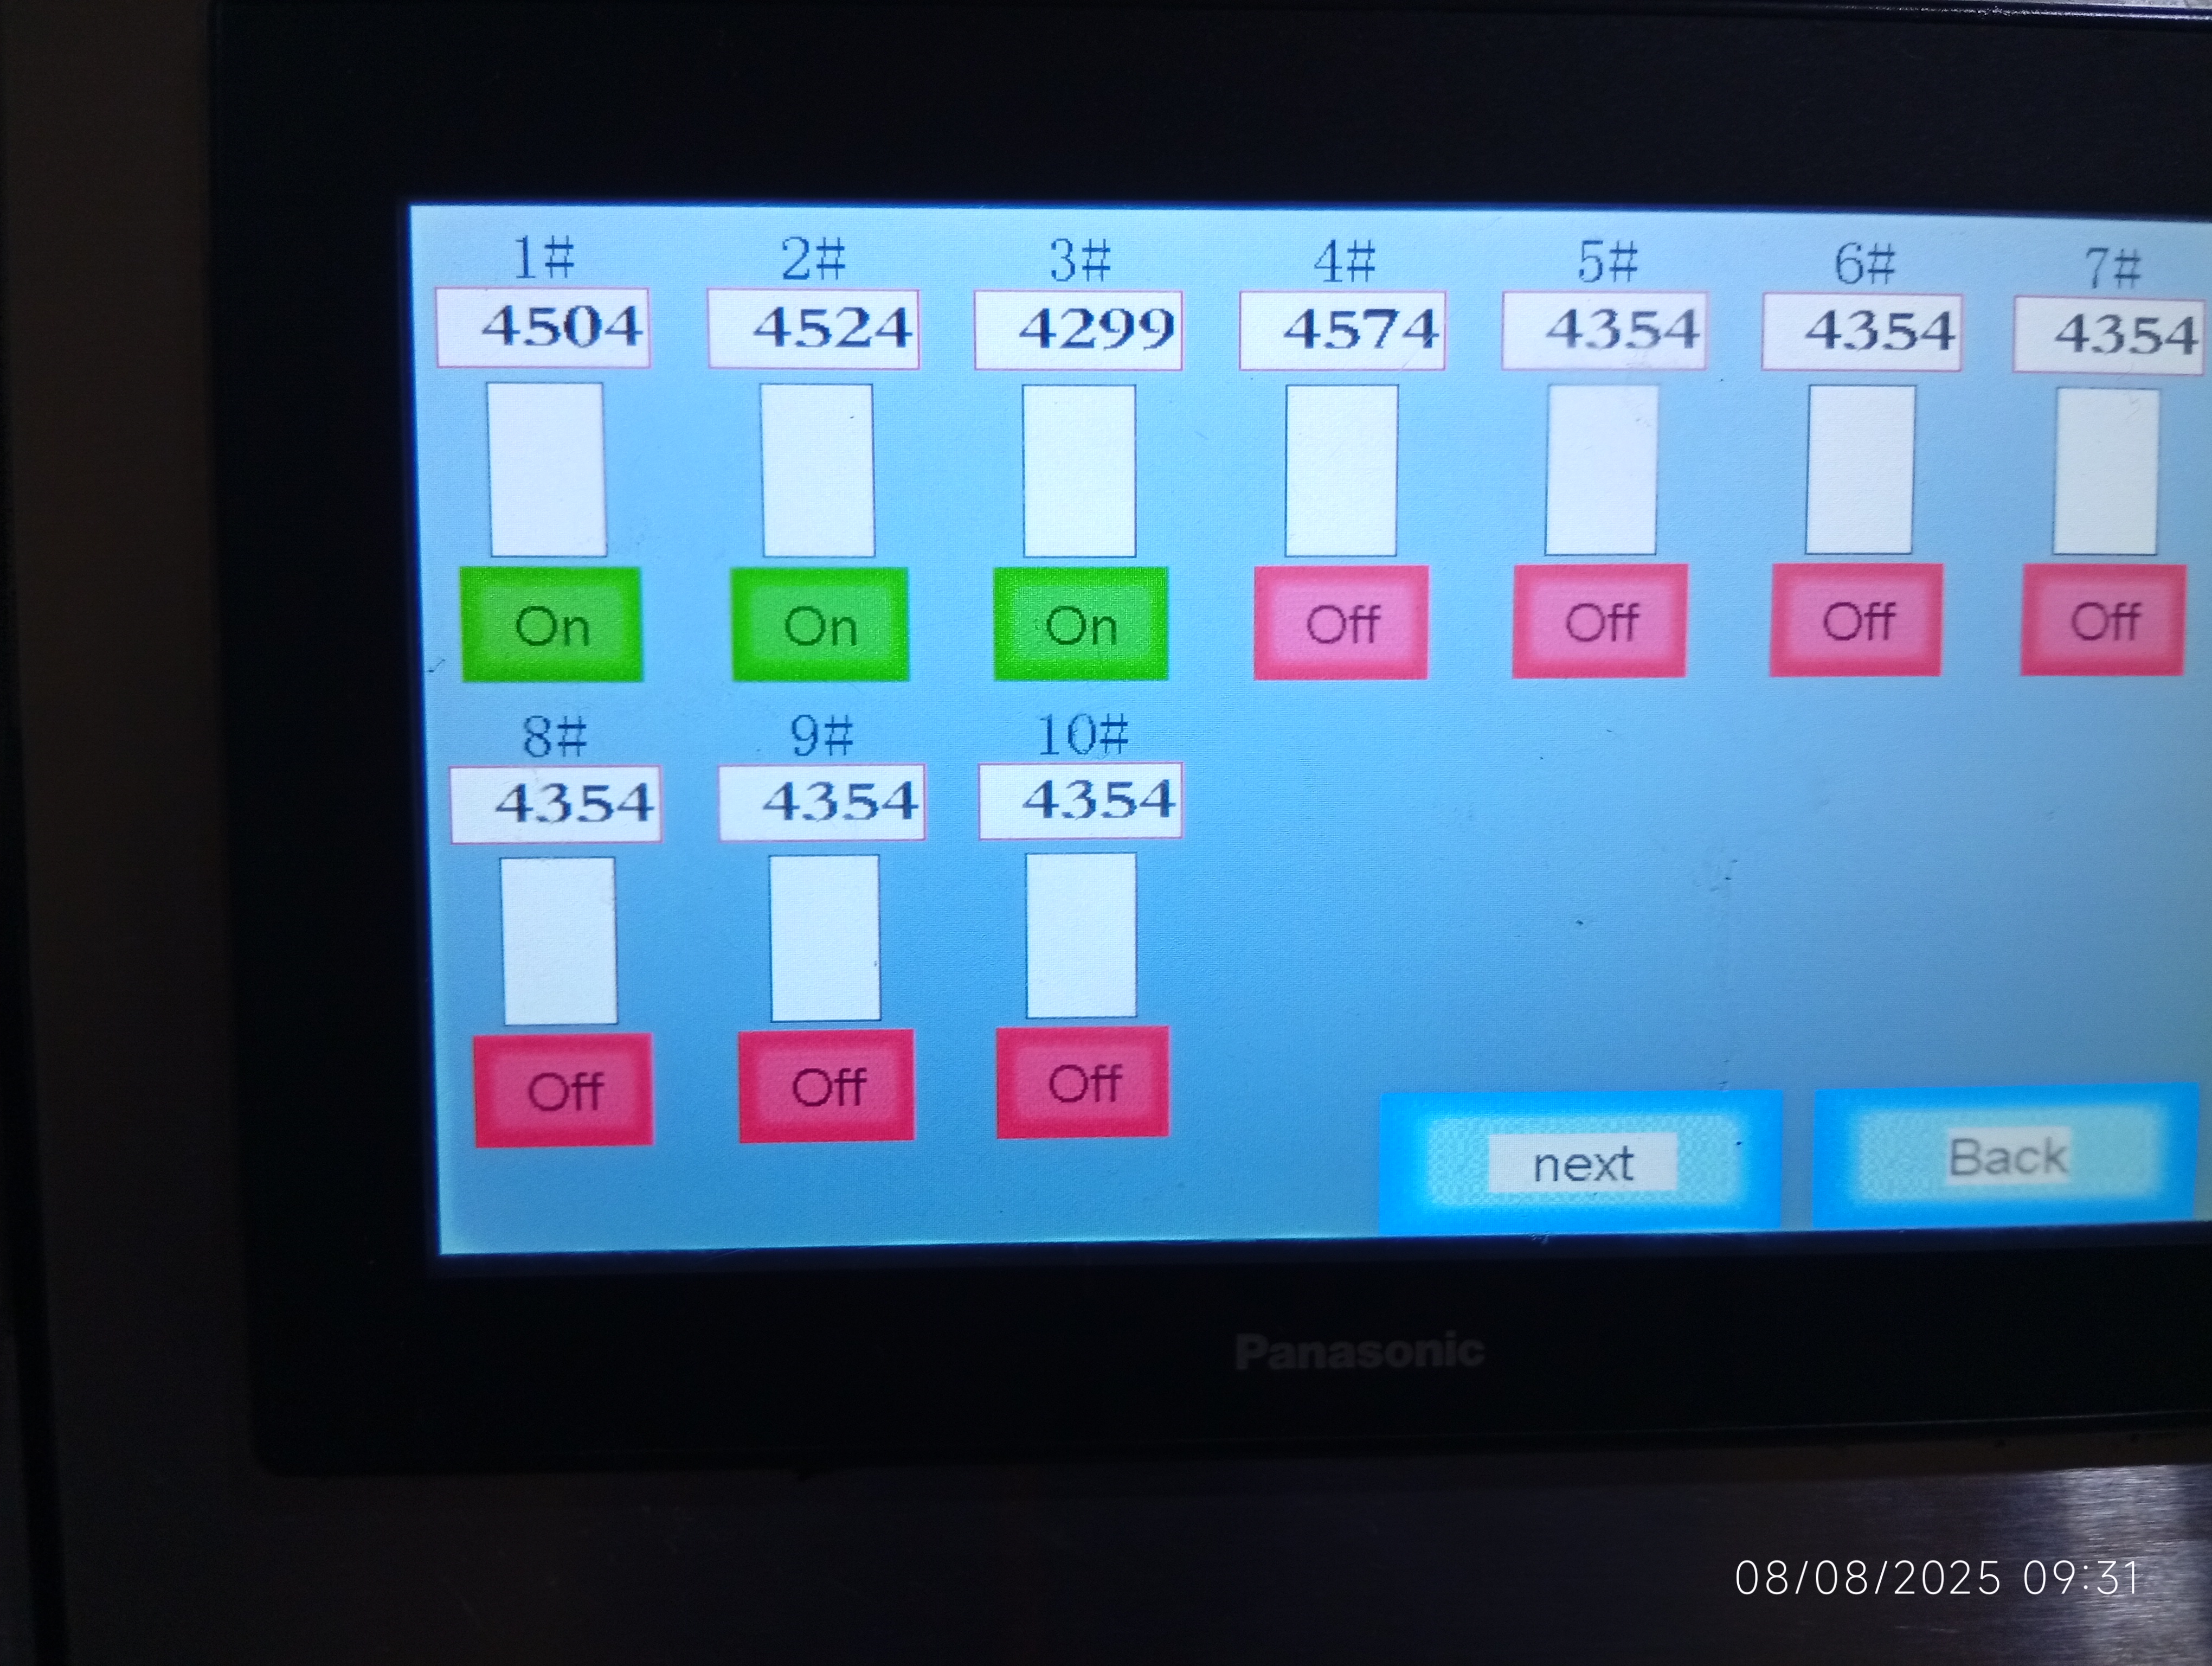 1# 2# 3# 4# 5# 6# 7#
4504 4524 4299 4574 4354 4354 4354
On On On Off Off Off Off
8# 9# 10#
4354 4354 4354
Off Off Off
next Back
Panasonic
08/08/2025 09:31